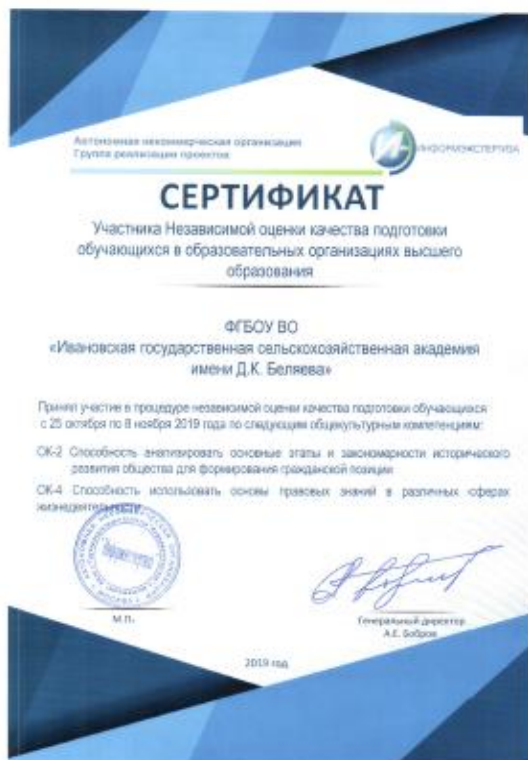 Автономная некоммерческая организация
Группа реализации проектов
ИНФОРМЭКСПЕРТИЗА
СЕРТИФИКАТ
Участника Независимой оценки качества подготовки
обучающихся в образовательных организациях высшего
образования
ФГБОУ ВО
«Ивановская государственная сельскохозяйственная академия
имени Д.К. Беляева»
Принял участие в процедуре независимой оценки качества подготовки обучающихся
с 25 октября по 8 ноября 2019 года по следующим общекультурным компетенциям:
ОК-2 Способность анализировать основные этапы и закономерности исторического
развития общества для формирования гражданской позиции
ОК-4 Способность использовать основы правовых знаний в различных сферах
жизнедеятельности
М.П.
Генеральный директор
А.Е. Бобров
2019 год